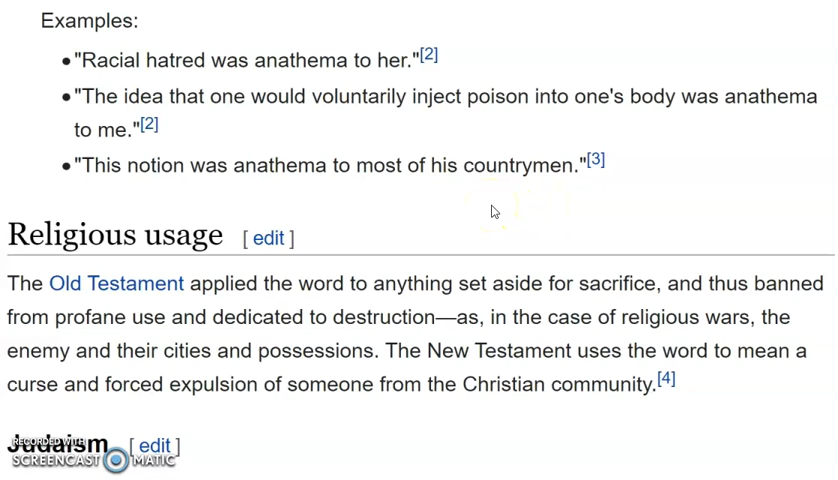 Examples:
• "Racial hatred was anathema to her."[2]
• "The idea that one would voluntarily inject poison into one's body was anathema
to me."[2]
• "This notion was anathema to most of his countrymen."[3]
Religious usage [ edit ]
The Old Testament applied the word to anything set aside for sacrifice, and thus banned
from profane use and dedicated to destruction—as, in the case of religious wars, the
enemy and their cities and possessions. The New Testament uses the word to mean a
curse and forced expulsion of someone from the Christian community.[4]
Judaism [ edit ]
RECORDED WITH
SCREENCAST MATIC